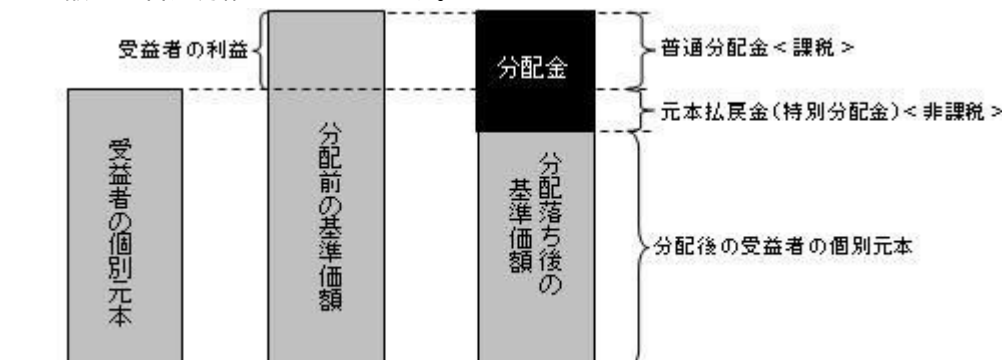 受益者の利益
分配金
普通分配金<課税>
元本払戻金(特別分配金)<非課税>
受益者の個別元本
分配前の基準価額
分配落ち後の
基準価額
分配後の受益者の個別元本